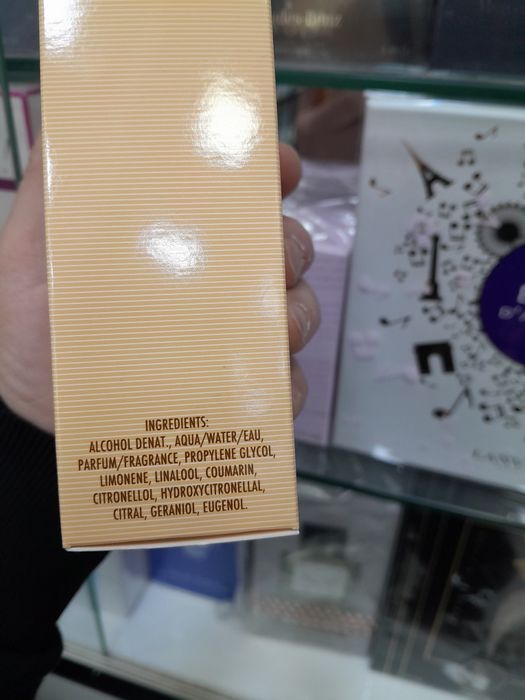 INGREDIENTS:
ALCOHOL DENAT., AQUA/WATER/EAU,
PARFUM/FRAGRANCE, PROPYLENE GLYCOL,
LIMONENE, LINALOOL, COUMARIN,
CITRONELLOL, HYDROXYCITRONELLAL,
CITRAL, GERANIOL, EUGENOL.